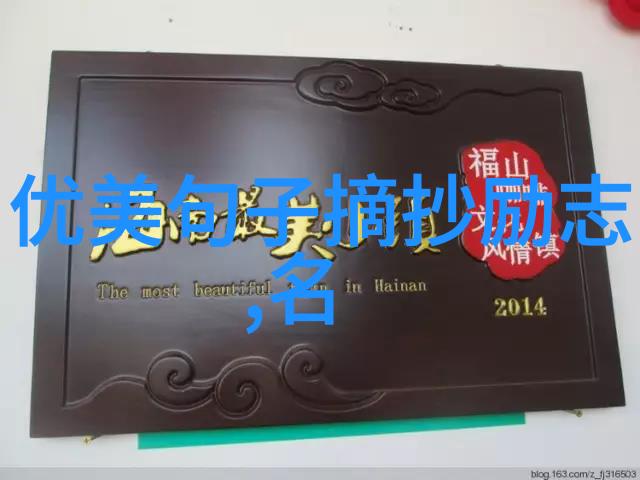 优美句子摘抄励志
,名
福山
风情镇
The most beautiful in Hainan
2014
blog.163.com/z_fj316503